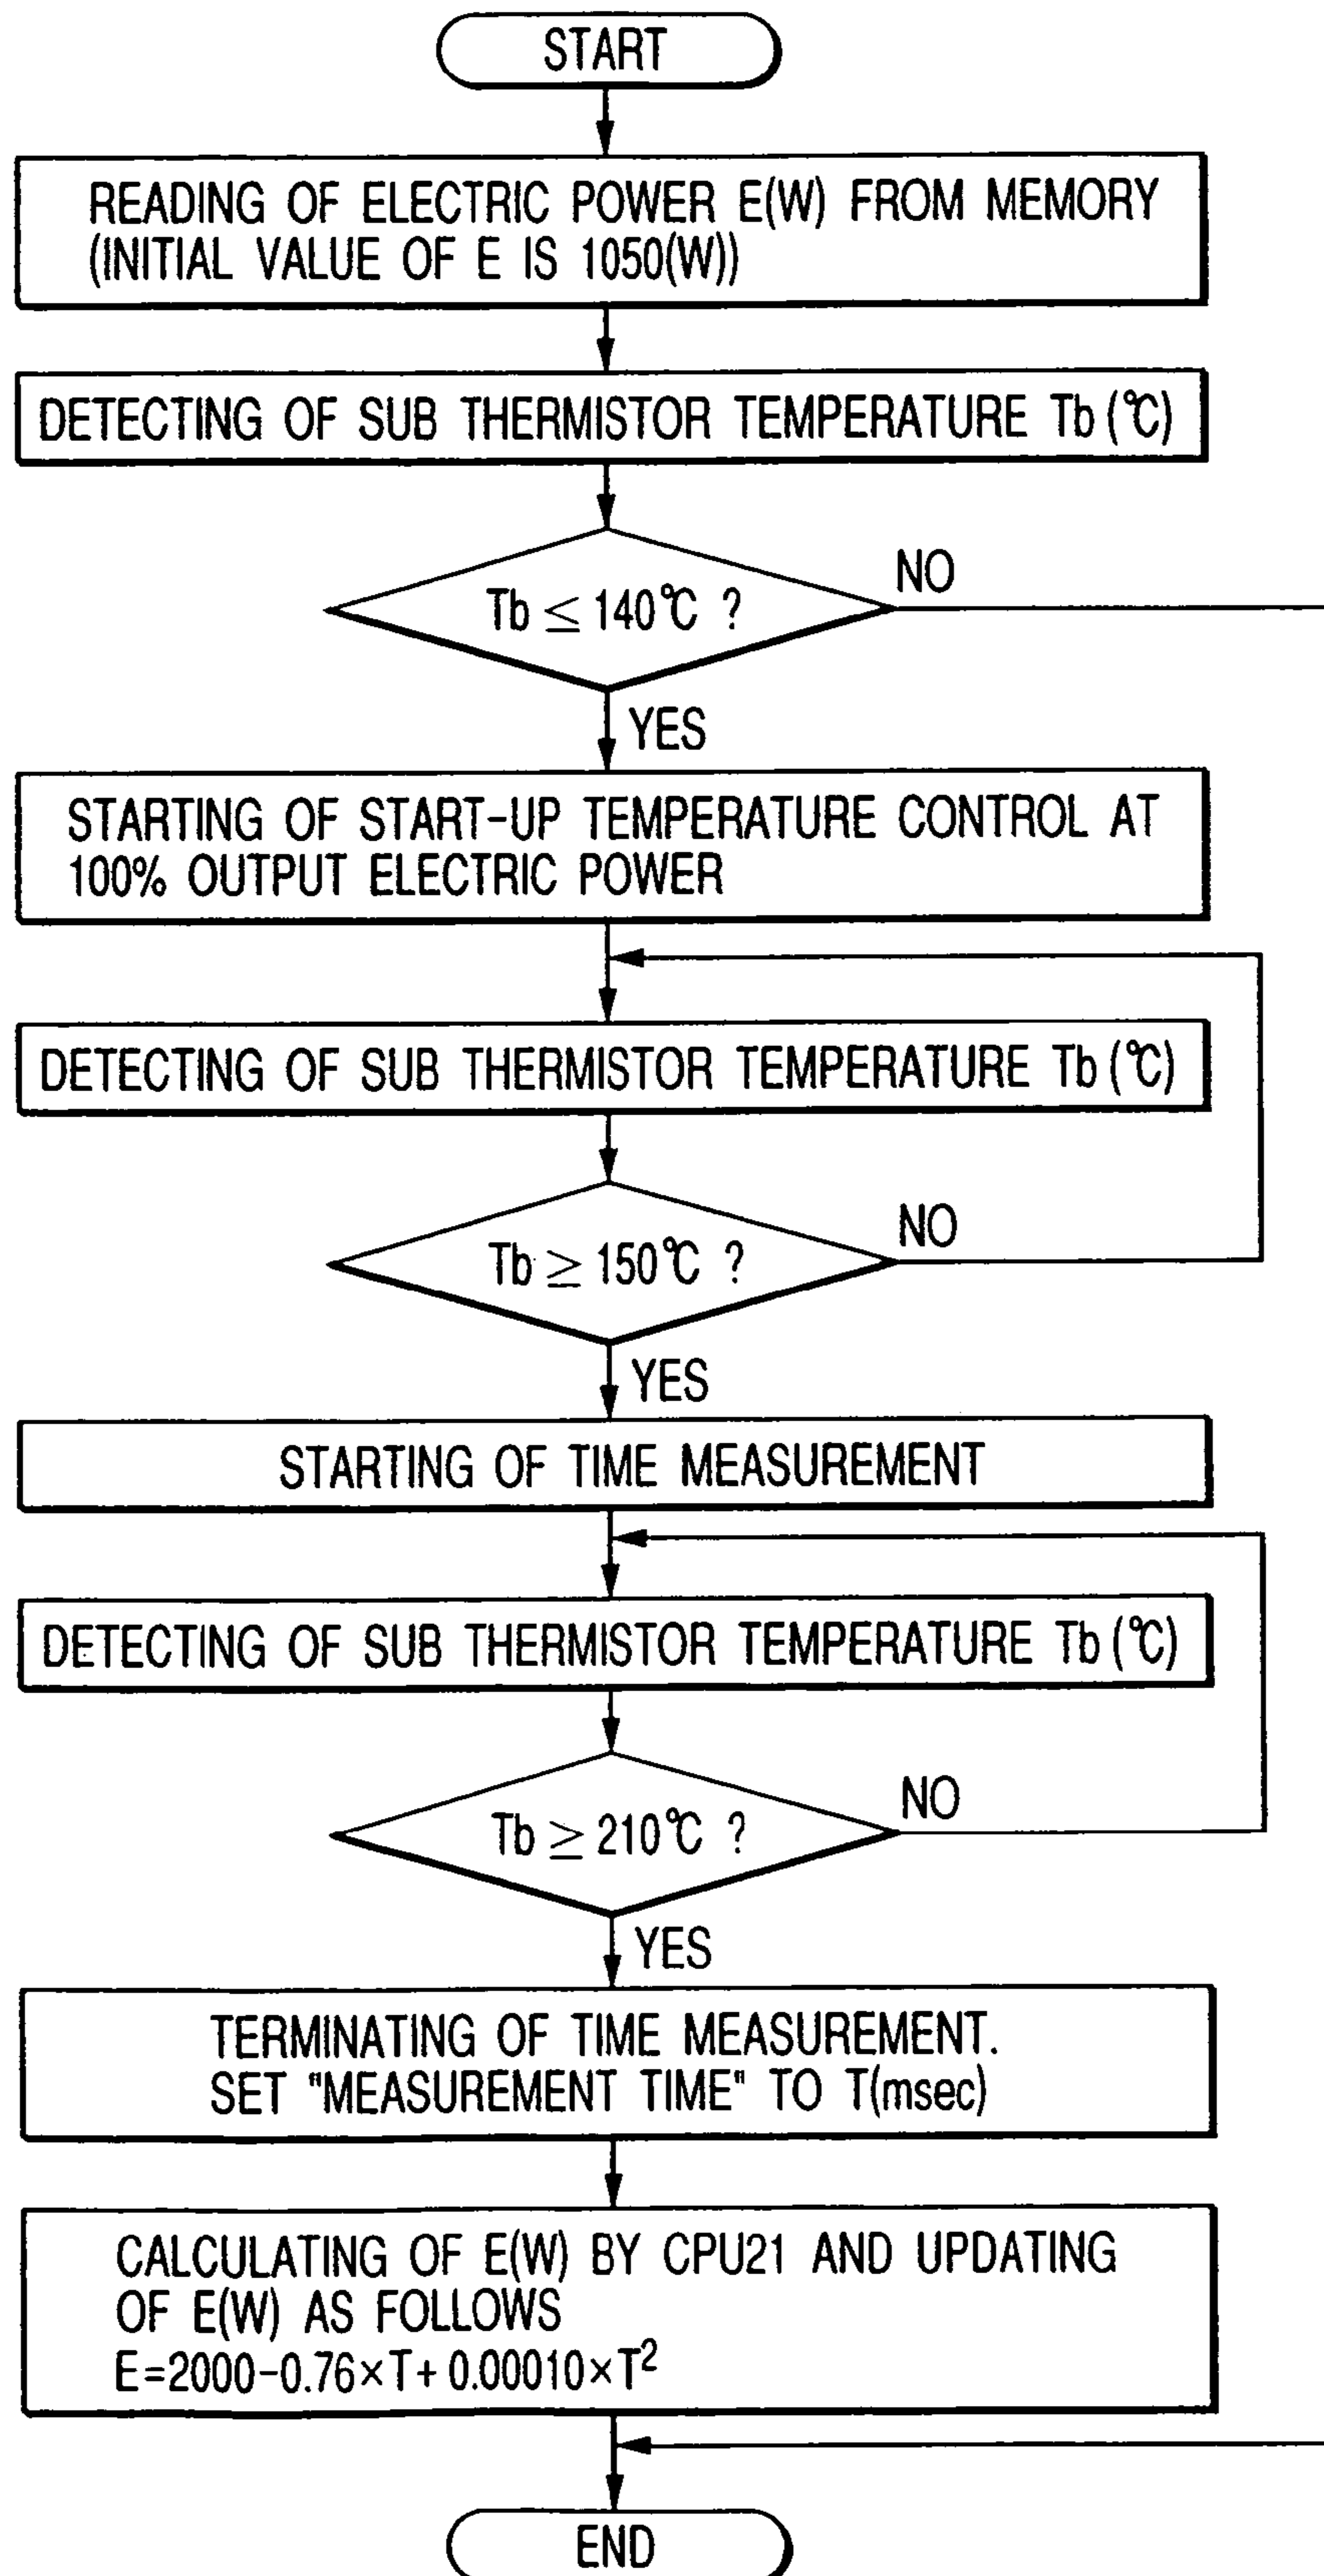 START
READING OF ELECTRIC POWER E(W) FROM MEMORY
(INITIAL VALUE OF E IS 1050(W))
DETECTING OF SUB THERMISTOR TEMPERATURE Tb (℃)
Tb ≤ 140℃ ?
NO
YES
STARTING OF START-UP TEMPERATURE CONTROL AT
100% OUTPUT ELECTRIC POWER
DETECTING OF SUB THERMISTOR TEMPERATURE Tb (℃)
Tb ≥ 150℃ ?
NO
YES
STARTING OF TIME MEASUREMENT
DETECTING OF SUB THERMISTOR TEMPERATURE Tb (℃)
Tb ≥ 210℃ ?
NO
YES
TERMINATING OF TIME MEASUREMENT.
SET "MEASUREMENT TIME" TO T(msec)
CALCULATING OF E(W) BY CPU21 AND UPDATING
OF E(W) AS FOLLOWS
E=2000-0.76×T+0.00010×T²
END